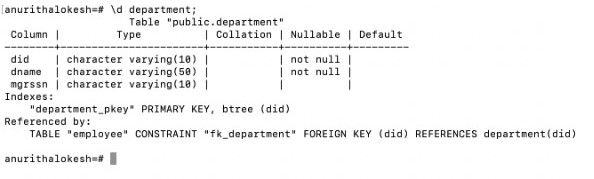 anurithalokesh=# \d department;
Table "public.department"
Column | Type | Collation | Nullable | Default
--------+-----------------------+-----------+----------+---------
did | character varying(10) | | not null |
dname | character varying(50) | | not null |
mgrssn | character varying(10) | | |
Indexes:
"department_pkey" PRIMARY KEY, btree (did)
Referenced by:
TABLE "employee" CONSTRAINT "fk_department" FOREIGN KEY (did) REFERENCES department(did)
anurithalokesh=#